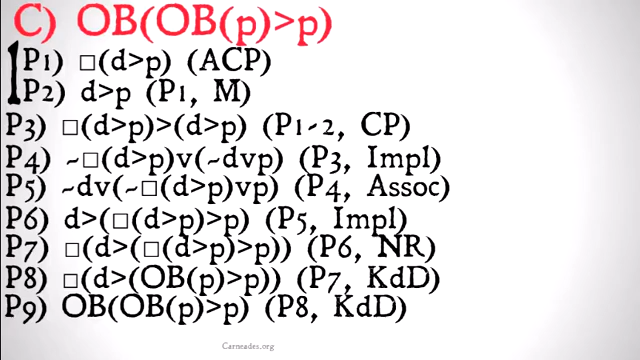 C) OB(OB(p)>p)
P1) □(d>p) (ACP)
P2) d>p (P1, M)
P3) □(d>p)>(d>p) (P1-2, CP)
P4) ~□(d>p)v(~dvp) (P3, Impl)
P5) ~dv(~□(d>p)vp) (P4, Assoc)
P6) d>(□(d>p)>p) (P5, Impl)
P7) □(d>(□(d>p)>p)) (P6, NR)
P8) □(d>(OB(p)>p)) (P7, KdD)
P9) OB(OB(p)>p) (P8, KdD)
Carneades.org